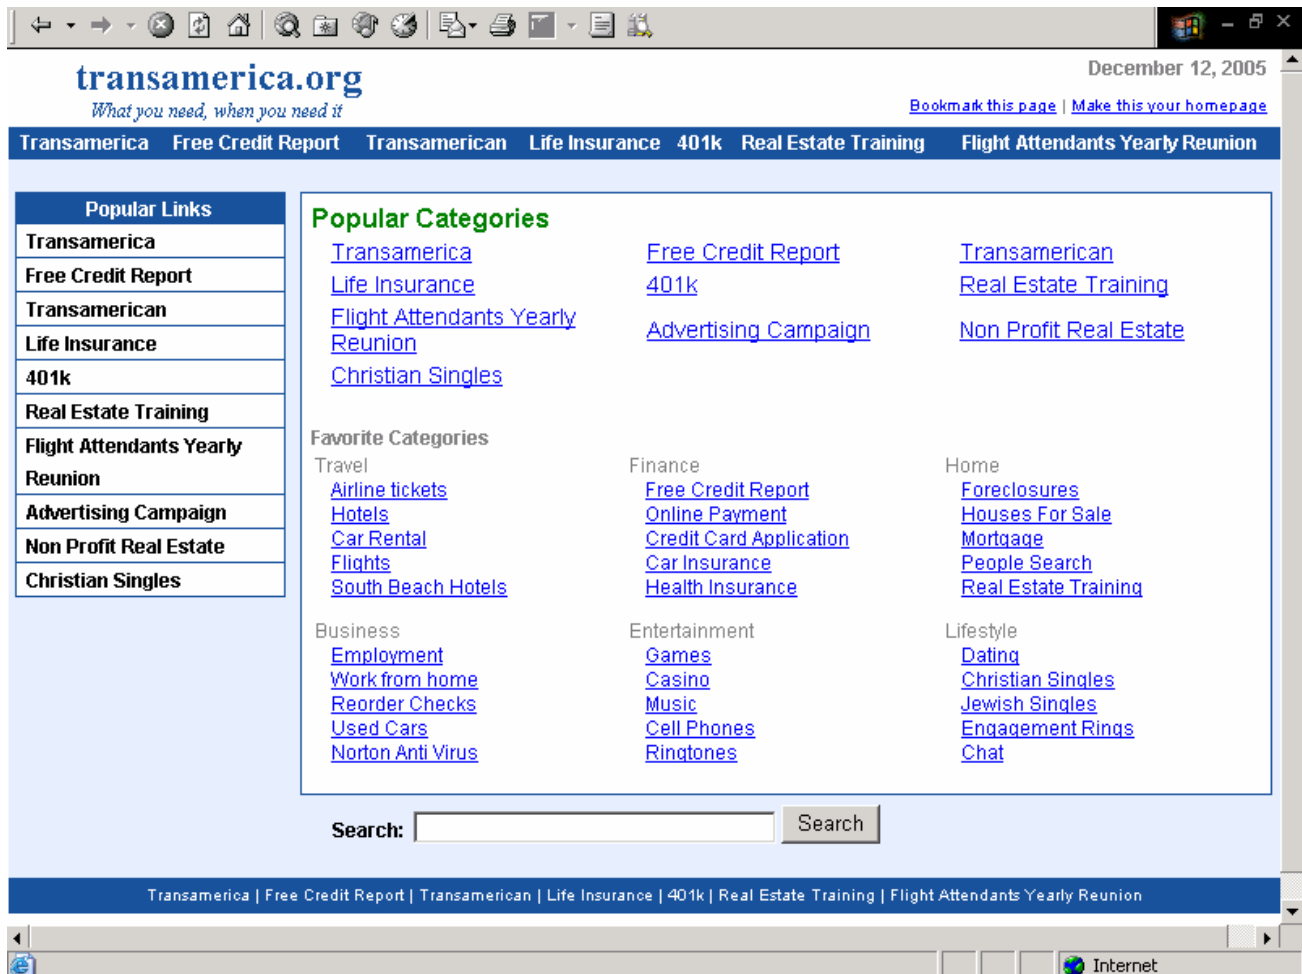 transamerica.org
What you need, when you need it
December 12, 2005
Bookmark this page | Make this your homepage
Transamerica Free Credit Report Transamerican Life Insurance 401k Real Estate Training Flight Attendants Yearly Reunion
Popular Links
Transamerica
Free Credit Report
Transamerican
Life Insurance
401k
Real Estate Training
Flight Attendants Yearly
Reunion
Advertising Campaign
Non Profit Real Estate
Christian Singles
Popular Categories
Transamerica Free Credit Report Transamerican
Life Insurance 401k Real Estate Training
Flight Attendants Yearly
Reunion Advertising Campaign Non Profit Real Estate
Christian Singles
Favorite Categories
Travel
Airline tickets
Hotels
Car Rental
Flights
South Beach Hotels
Finance
Free Credit Report
Online Payment
Credit Card Application
Car Insurance
Health Insurance
Home
Foreclosures
Houses For Sale
Mortgage
People Search
Real Estate Training
Business
Employment
Work from home
Reorder Checks
Used Cars
Norton Anti Virus
Entertainment
Games
Casino
Music
Cell Phones
Ringtones
Lifestyle
Dating
Christian Singles
Jewish Singles
Engagement Rings
Chat
Search: Search
Transamerica | Free Credit Report | Transamerican | Life Insurance | 401k | Real Estate Training | Flight Attendants Yearly Reunion
Internet